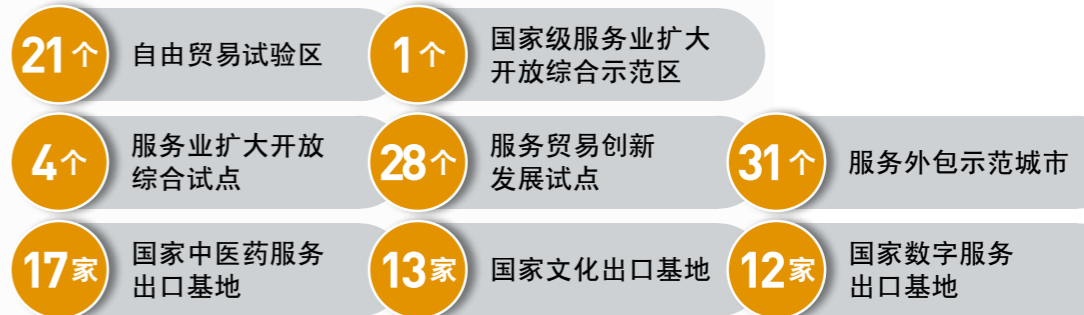 21个
自由贸易试验区
1个
国家级服务业扩大
开放综合示范区
4个
服务业扩大开放
综合试点
28个
服务贸易创新
发展试点
31个
服务外包示范城市
17家
国家中医药服务
出口基地
13家
国家文化出口基地
12家
国家数字服务
出口基地